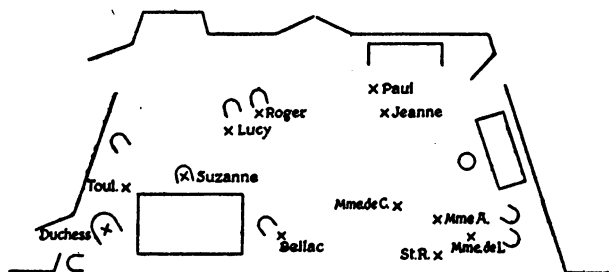 Paul
Jeanne
Roger
Lucy
Suzanne
Toul.
Mme.de C.
Mme A.
Duchess
Bellac
Mme.de L.
St.R.